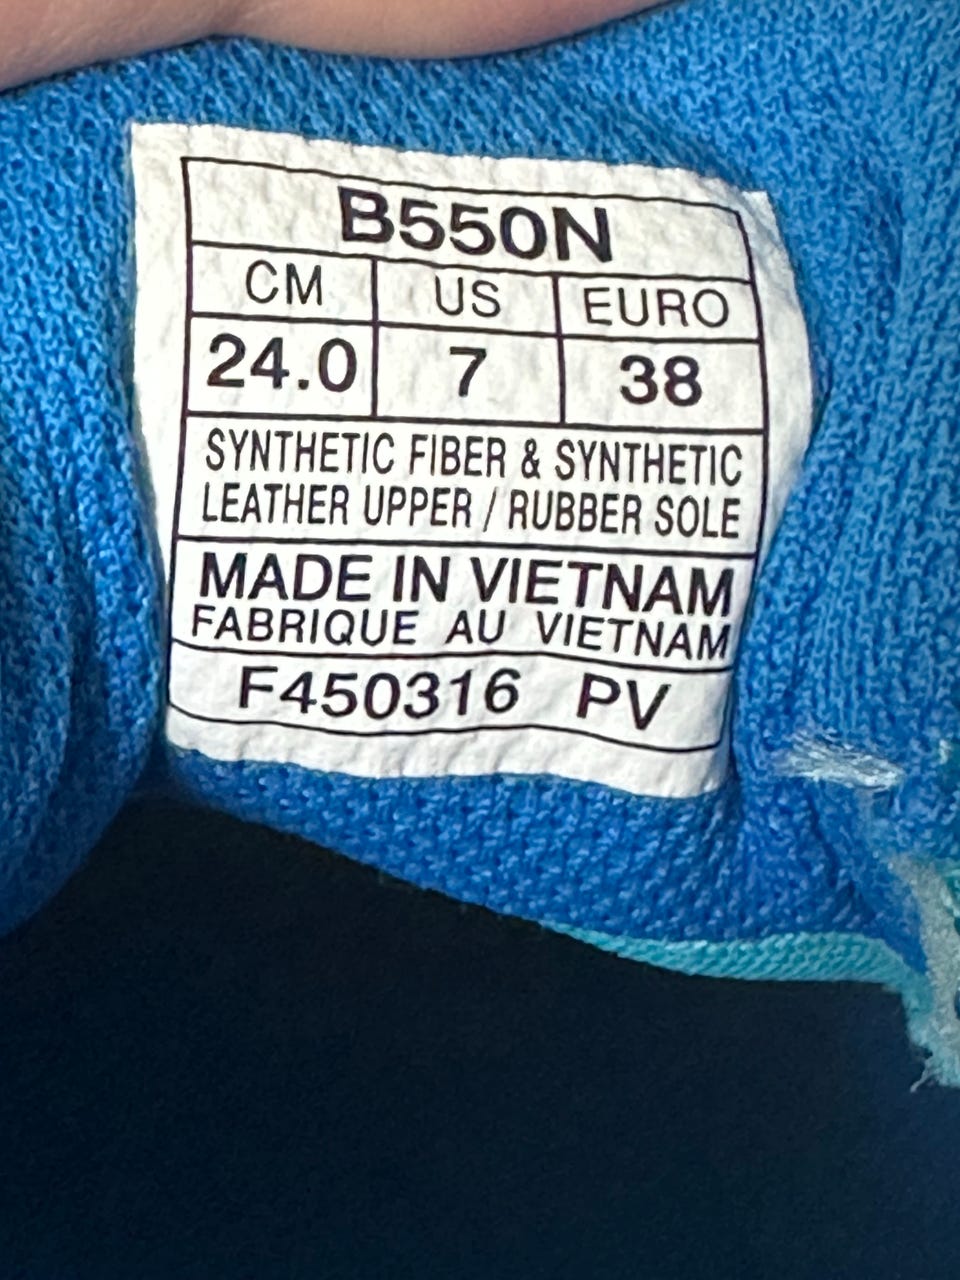 B550N
CM US EURO
24.0 7 38
SYNTHETIC FIBER & SYNTHETIC
LEATHER UPPER / RUBBER SOLE
MADE IN VIETNAM
FABRIQUE AU VIETNAM
F450316 PV